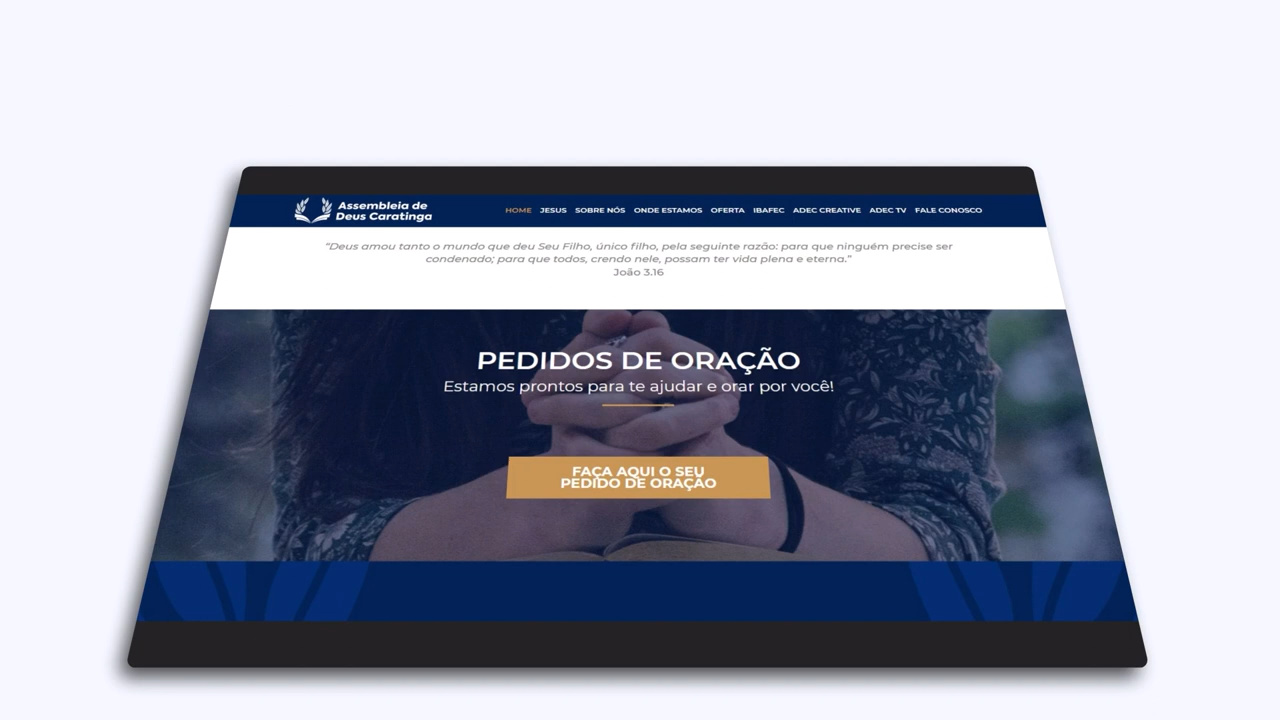 Assembleia de
Deus Caratinga
HOME JESUS SOBRE NÓS ONDE ESTAMOS OFERTA IBAFEC ADEC CREATIVE ADEC TV FALE CONOSCO
“Deus amou tanto o mundo que deu Seu Filho, único filho, pela seguinte razão: para que ninguém precise ser
condenado; para que todos, crendo nele, possam ter vida plena e eterna.”
João 3.16
PEDIDOS DE ORAÇÃO
Estamos prontos para te ajudar e orar por você!
FAÇA AQUI O SEU
PEDIDO DE ORAÇÃO